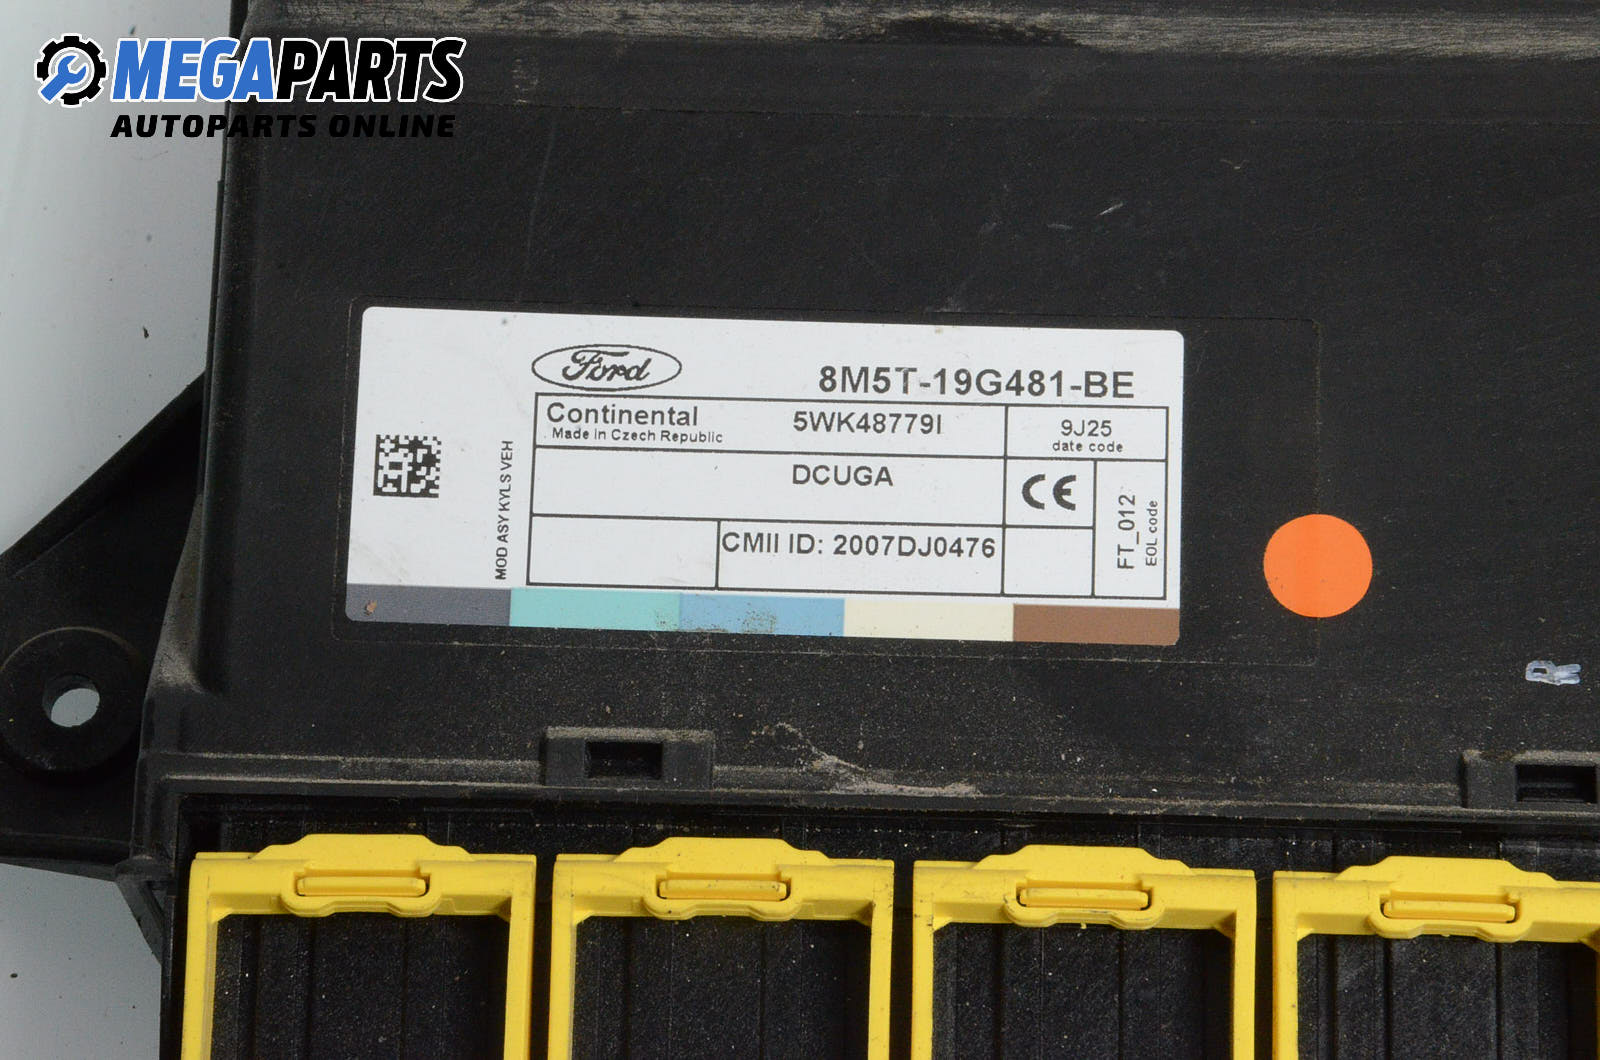 MEGAPARTS
AUTOPARTS ONLINE
Ford
8M5T-19G481-BE
Continental
Made in Czech Republic
5WK48779I
9J25
date code
DCUGA
CE
CMII ID: 2007DJ0476
FT_012
EOL code
MOD ASY KYLS VEH